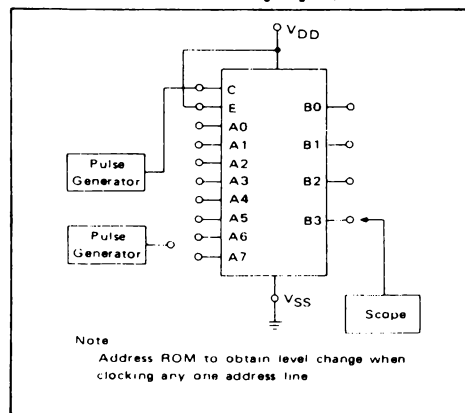 VDD
C
E
A0
A1
A2
A3
A4
A5
A6
A7
B0
B1
B2
B3
Pulse
Generator
Pulse
Generator
VSS
Scope
Note
Address ROM to obtain level change when
clocking any one address line